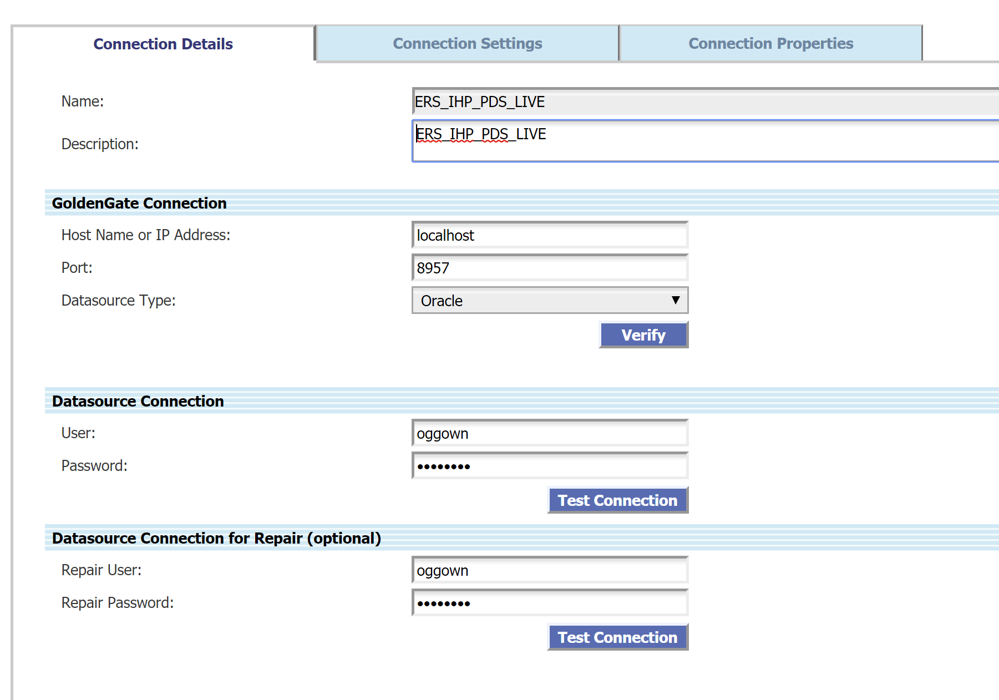 Connection Details Connection Settings Connection Properties
Name: ERS_IHP_PDS_LIVE
Description: ERS_IHP_PDS_LIVE
GoldenGate Connection
Host Name or IP Address: localhost
Port: 8957
Datasource Type: Oracle
Verify
Datasource Connection
User: oggown
Password: ••••••••
Test Connection
Datasource Connection for Repair (optional)
Repair User: oggown
Repair Password: ••••••••
Test Connection